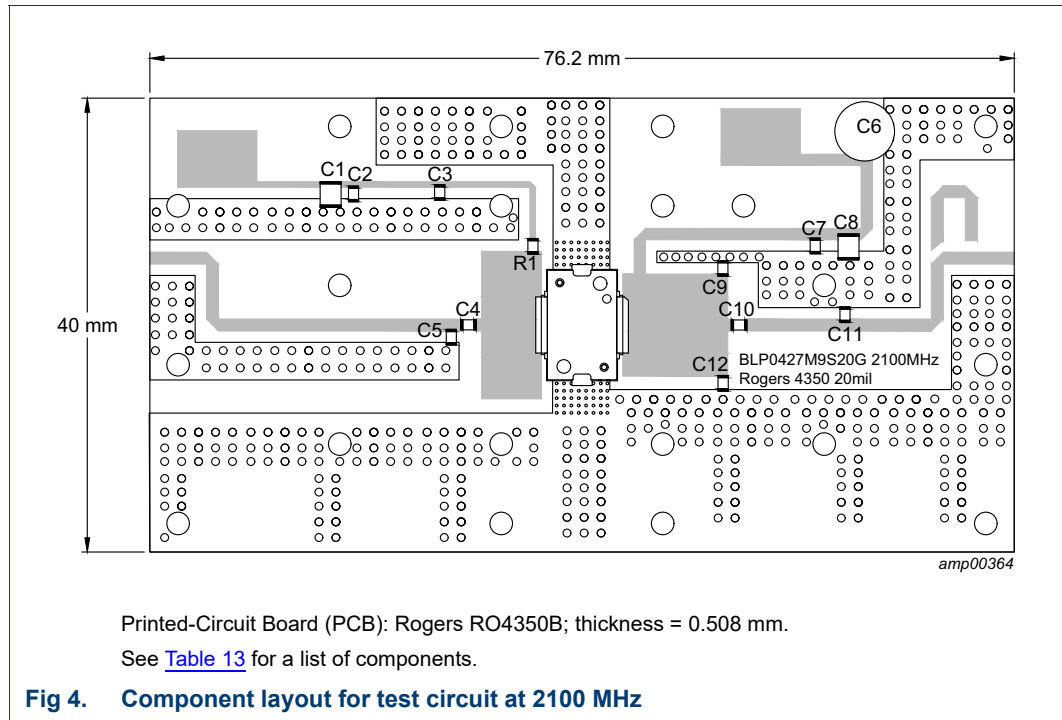 76.2 mm
40 mm
C6
C1
C2
C3
C7
C8
R1
C9
C4
C10
C5
C11
C12
BLP0427M9S20G 2100MHz
Rogers 4350 20mil
amp00364
Printed-Circuit Board (PCB): Rogers RO4350B; thickness = 0.508 mm.
See Table 13 for a list of components.
Fig 4. Component layout for test circuit at 2100 MHz